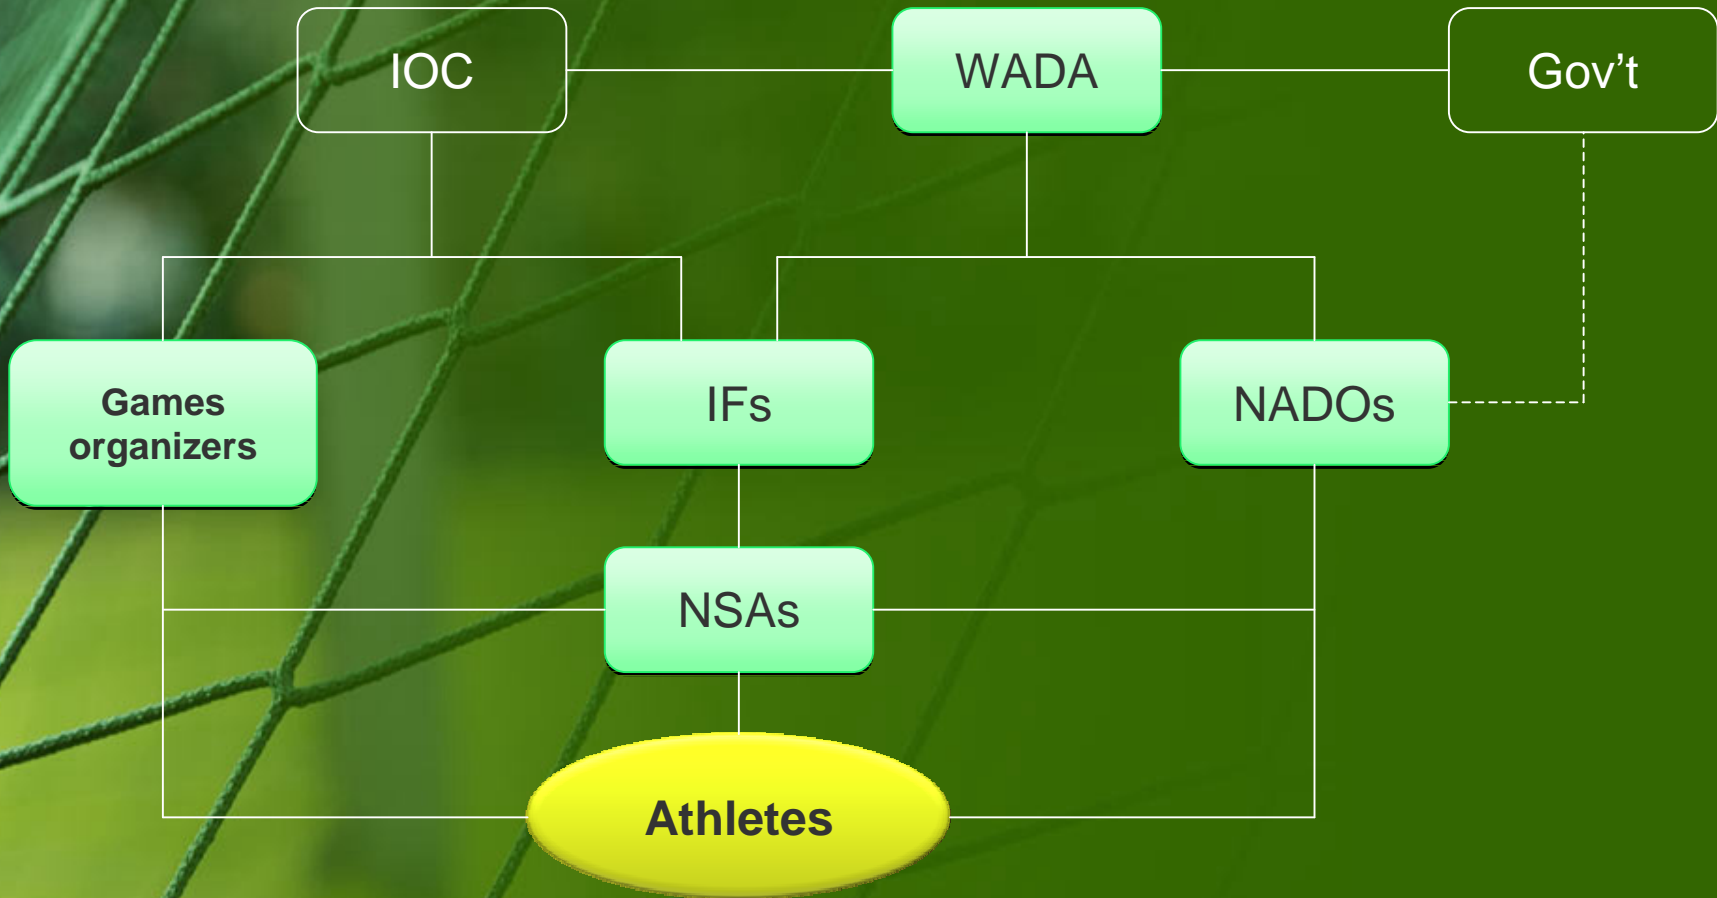 IOC
WADA
Gov’t
Games
organizers
IFs
NADOs
NSAs
Athletes